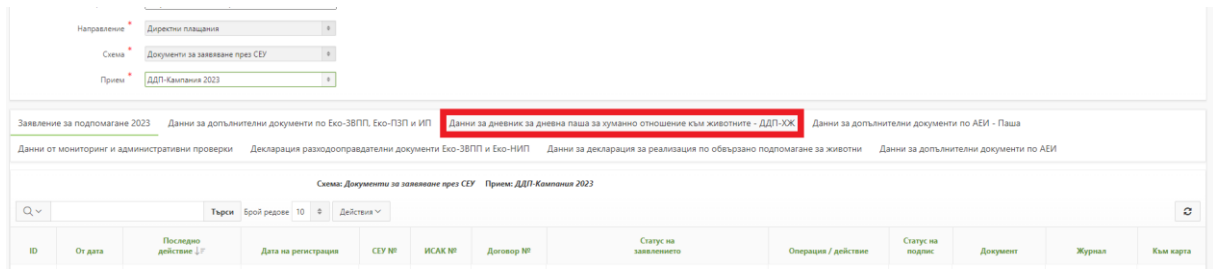 Направление * Директни плащания
Схема * Документи за заявяване през СЕУ
Прием * ДДП-Кампания 2023
Заявление за подпомагане 2023 Данни за допълнителни документи по Еко-ЗВПП, Еко-ПЗП и ИП Данни за дневник за дневна паша за хуманно отношение към животните - ДДП-ХЖ Данни за допълнителни документи по АЕИ - Паша
Данни от мониторинг и административни проверки Декларация разходооправдателни документи Еко-ЗВПП и Еко-НИП Данни за декларация за реализация по обвързано подпомагане за животни Данни за допълнителни документи по АЕИ
Схема: Документи за заявяване през СЕУ Прием: ДДП-Кампания 2023
Търси Брой редове 10 Действия
ID От дата Последно действие Дата на регистрация СЕУ № ИСАК № Договор № Статус на заявлението Операция / действие Статус на подпис Документ Журнал Към карта